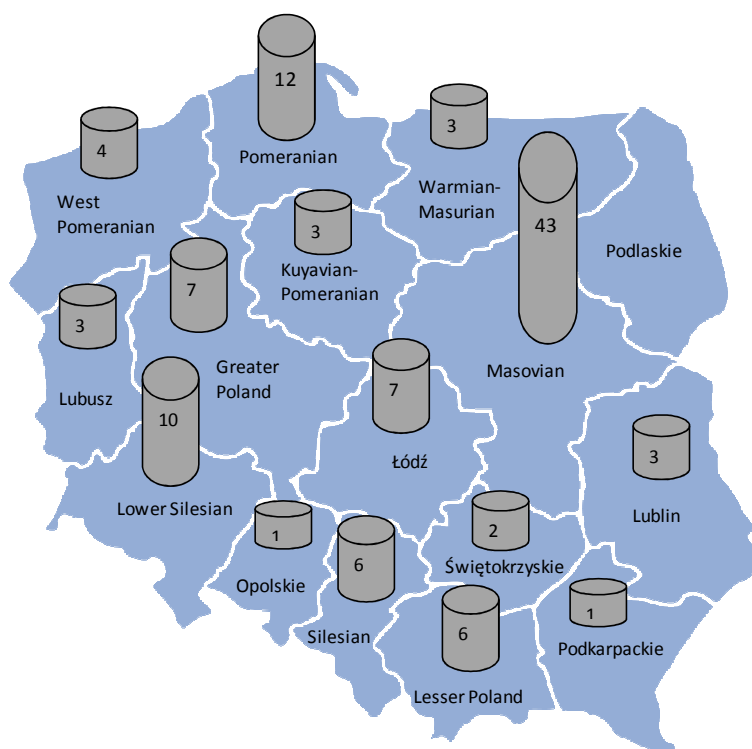 12
Pomeranian
3
Warmian-
Masurian
4
West
Pomeranian
43
Podlaskie
3
Kuyavian-
Pomeranian
7
Greater
Poland
3
Lubusz
Masovian
7
Łódź
10
Lower Silesian
3
Lublin
1
Opolskie
6
Silesian
2
Świętokrzyskie
6
Lesser Poland
1
Podkarpackie